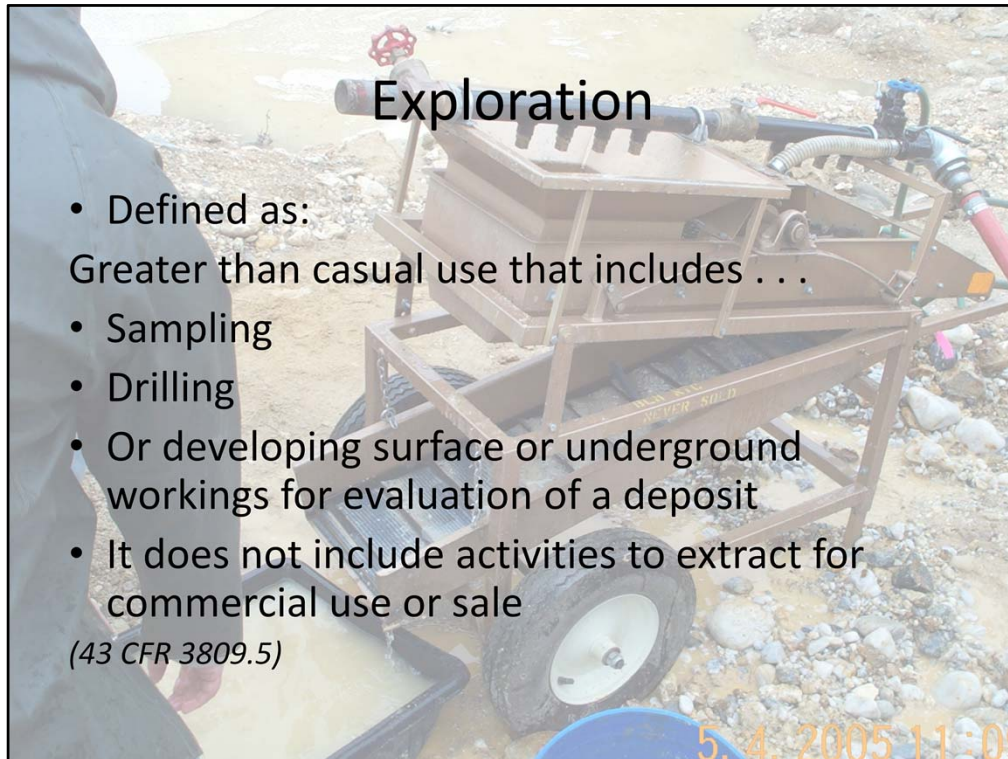 Exploration
• Defined as:
Greater than casual use that includes . . .
• Sampling
• Drilling
• Or developing surface or underground
workings for evaluation of a deposit
• It does not include activities to extract for
commercial use or sale
(43 CFR 3809.5)
NEVER
5. 4. 2005 11:0